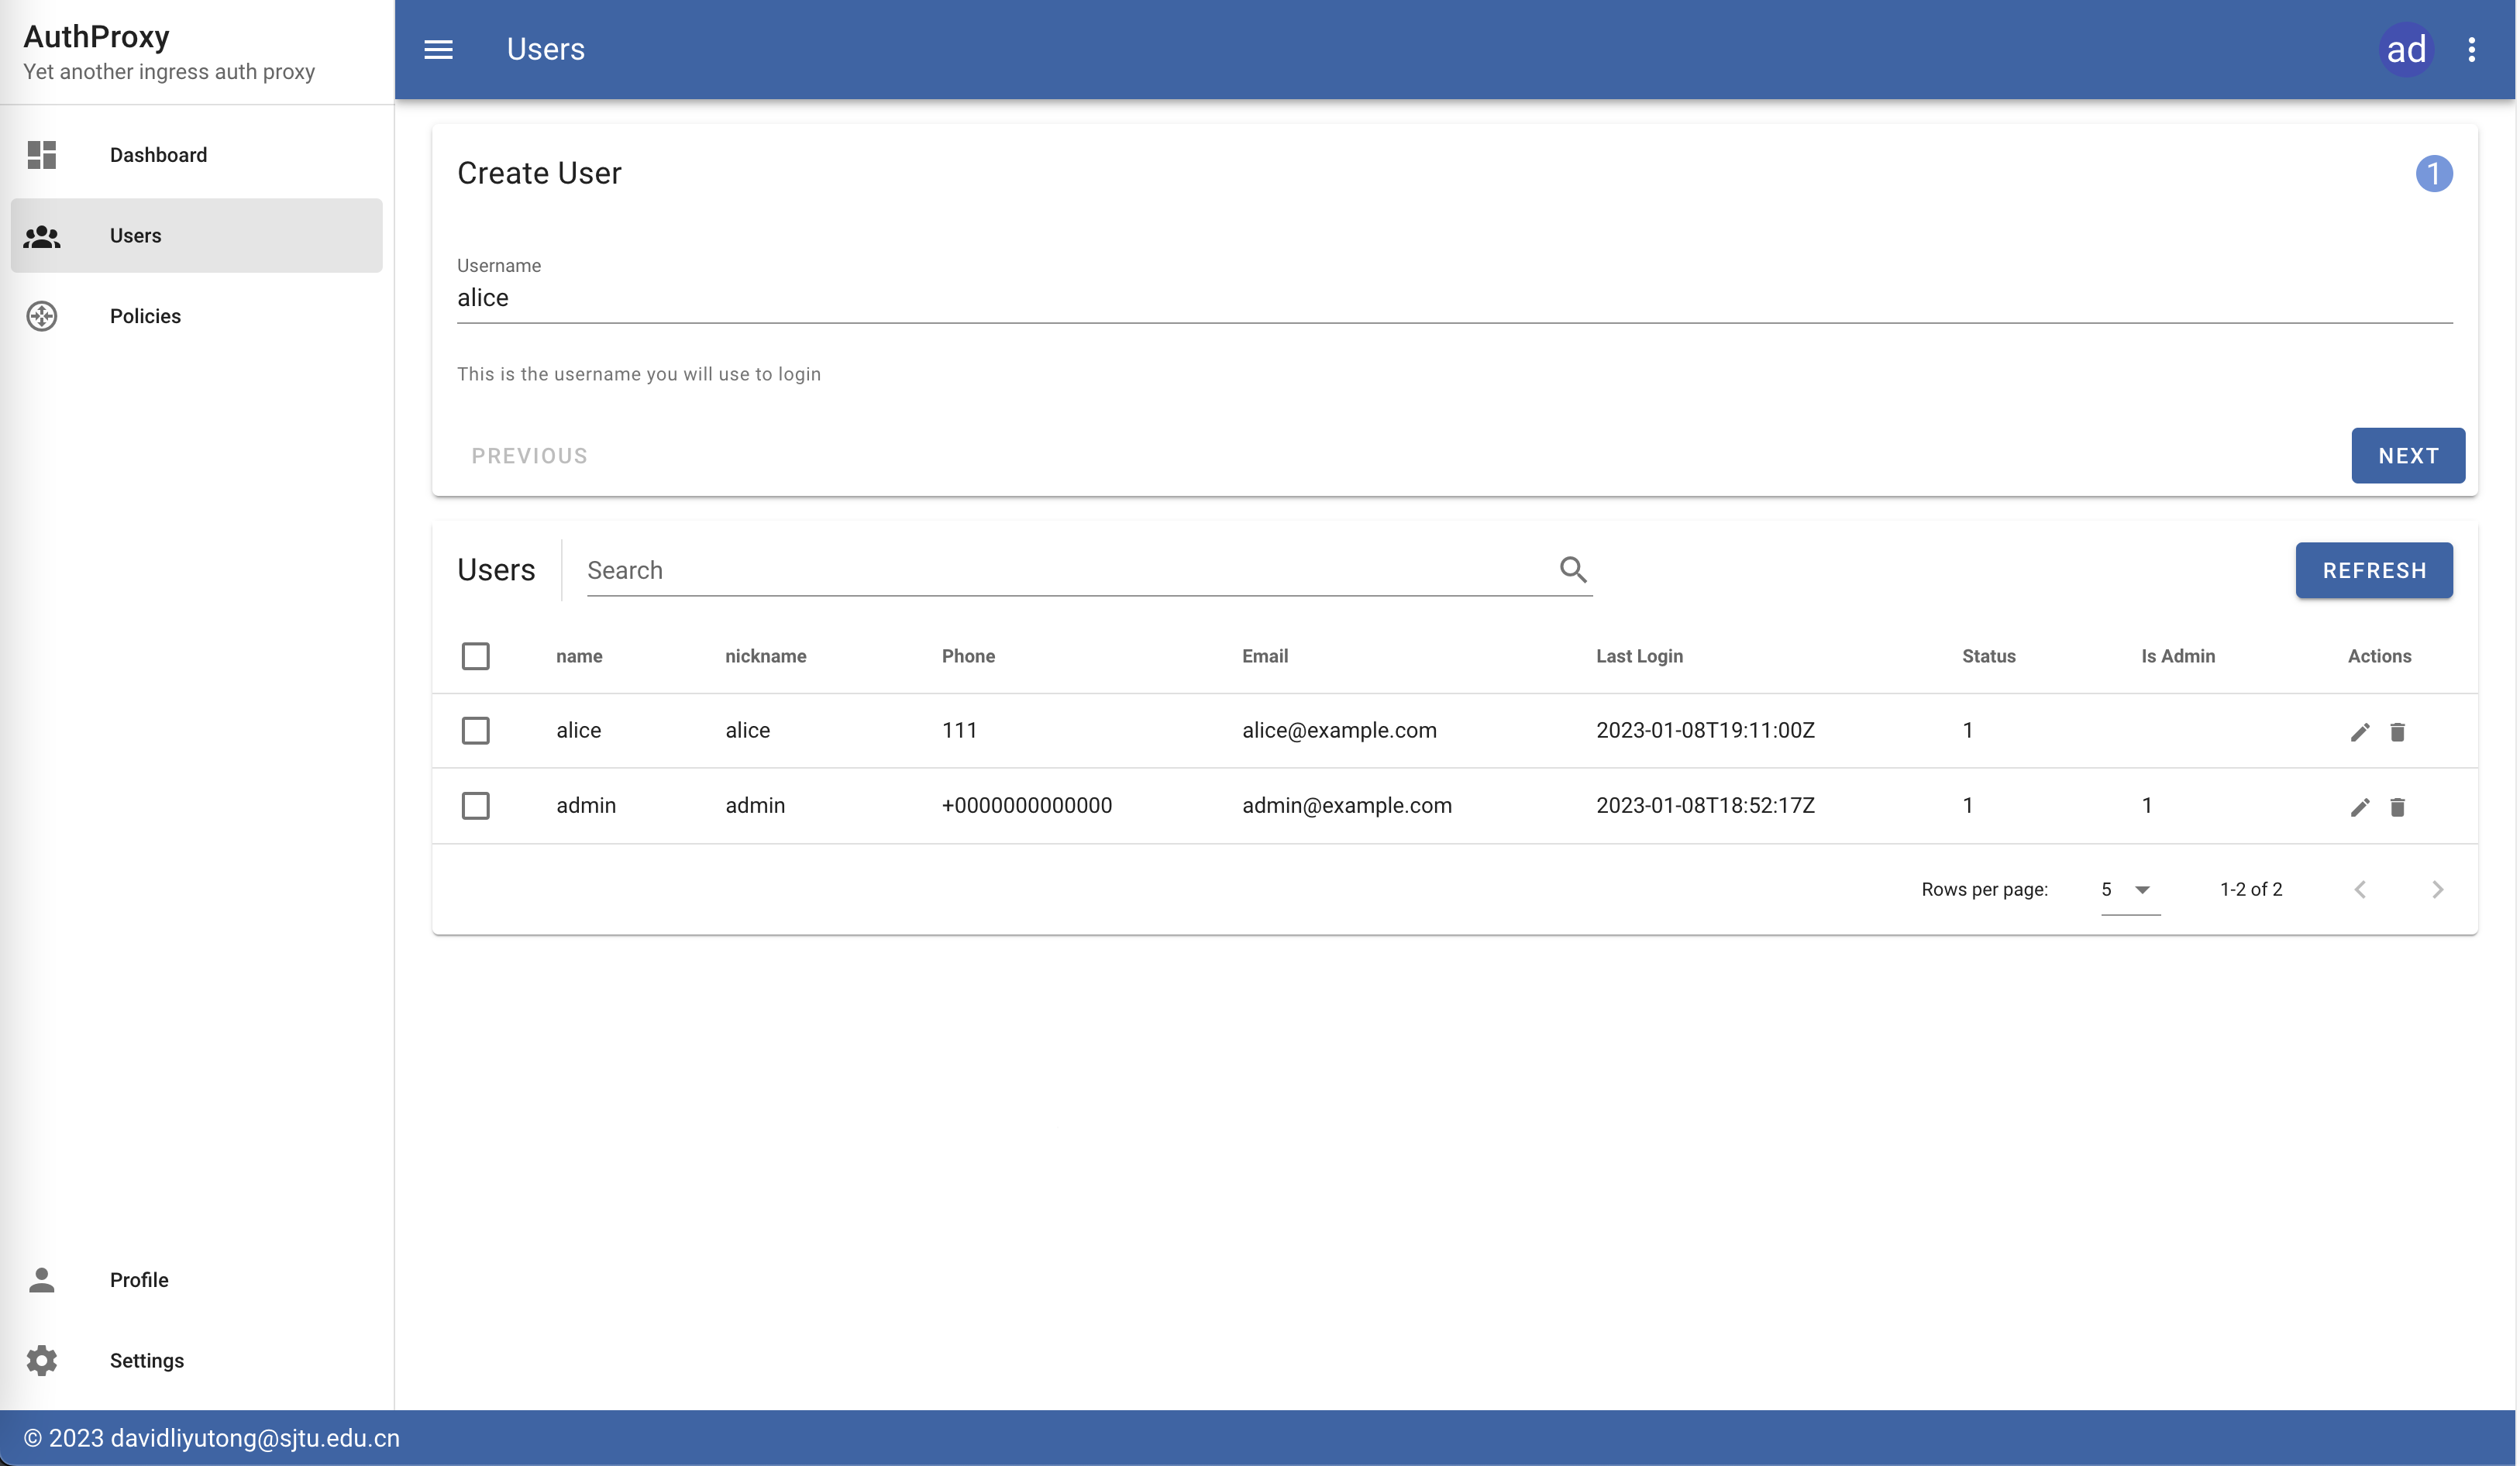 AuthProxy
Yet another ingress auth proxy
Dashboard
Users
Policies
Profile
Settings
Users
ad
Create User
1
Username
alice
This is the username you will use to login
PREVIOUS
NEXT
Users
Search
REFRESH
name nickname Phone Email Last Login Status Is Admin Actions
alice alice 111 alice@example.com 2023-01-08T19:11:00Z 1
admin admin +0000000000000 admin@example.com 2023-01-08T18:52:17Z 1 1
Rows per page: 5 1-2 of 2
© 2023 davidliyutong@sjtu.edu.cn